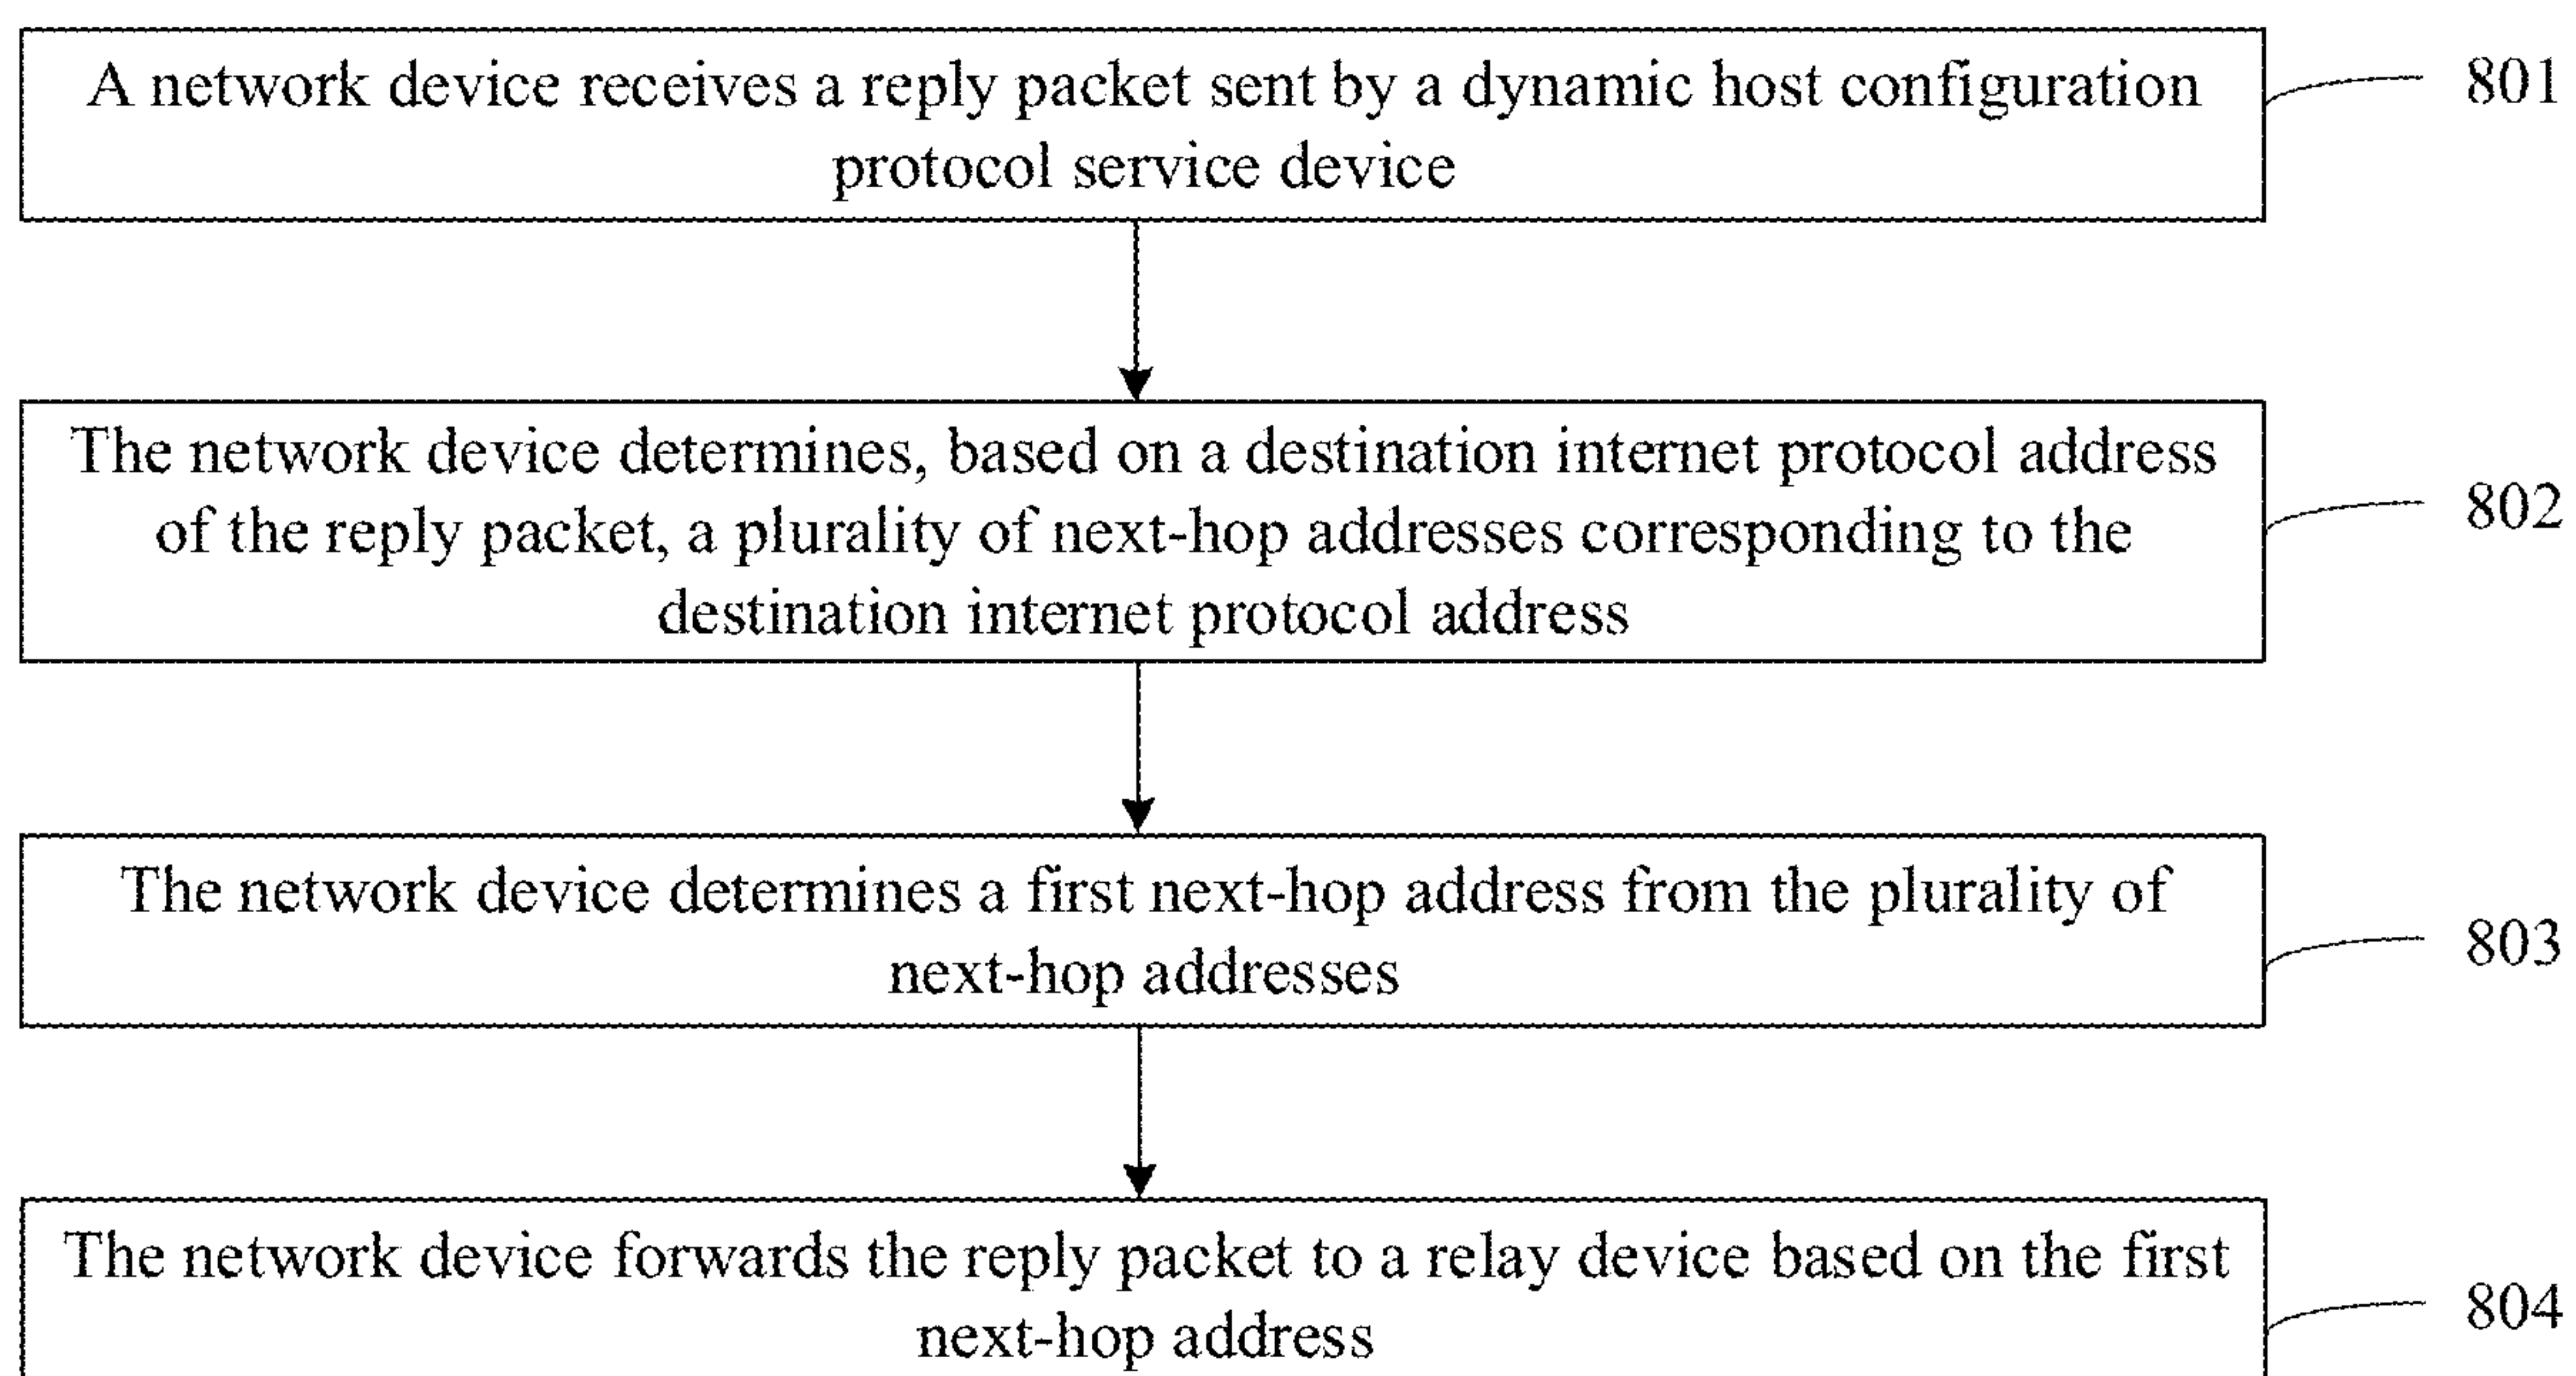 A network device receives a reply packet sent by a dynamic host configuration
protocol service device
801
The network device determines, based on a destination internet protocol address
of the reply packet, a plurality of next-hop addresses corresponding to the
destination internet protocol address
802
The network device determines a first next-hop address from the plurality of
next-hop addresses
803
The network device forwards the reply packet to a relay device based on the first
next-hop address
804